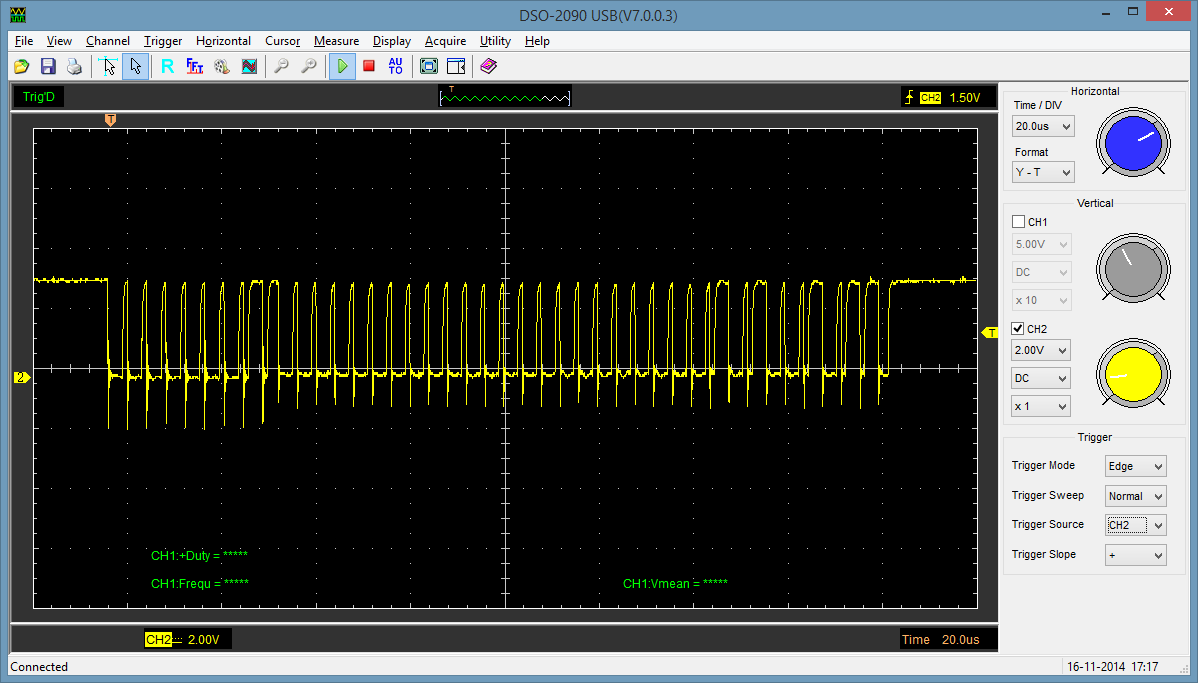 DSO-2090 USB(V7.0.0.3)
File View Channel Trigger Horizontal Cursor Measure Display Acquire Utility Help
R FFT AU TO
Trig'D
T
CH2 1.50V
T
2
T
CH1:+Duty = *****
CH1:Frequ = *****
CH1:Vmean = *****
CH2 2.00V
Time 20.0us
Horizontal
Time / DIV
20.0us
Format
Y - T
Vertical
CH1
5.00V
DC
x 10
CH2
2.00V
DC
x 1
Trigger
Trigger Mode Edge
Trigger Sweep Normal
Trigger Source CH2
Trigger Slope +
Connected
16-11-2014 17:17